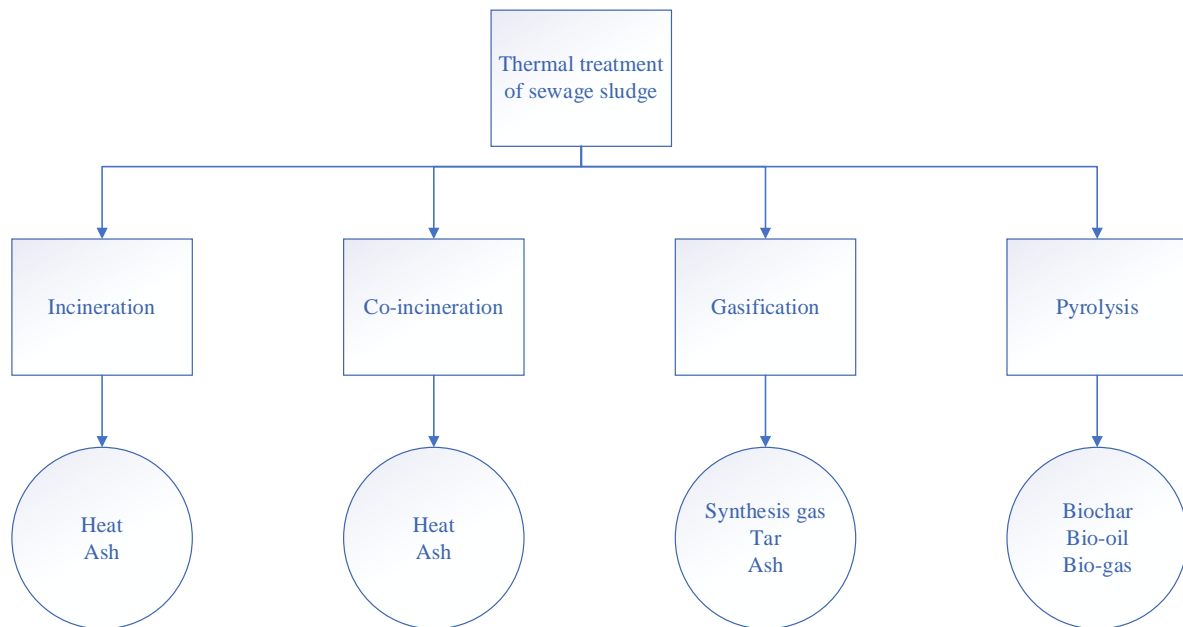 Thermal treatment
of sewage sludge
Incineration
Co-incineration
Gasification
Pyrolysis
Heat
Ash
Heat
Ash
Synthesis gas
Tar
Ash
Biochar
Bio-oil
Bio-gas